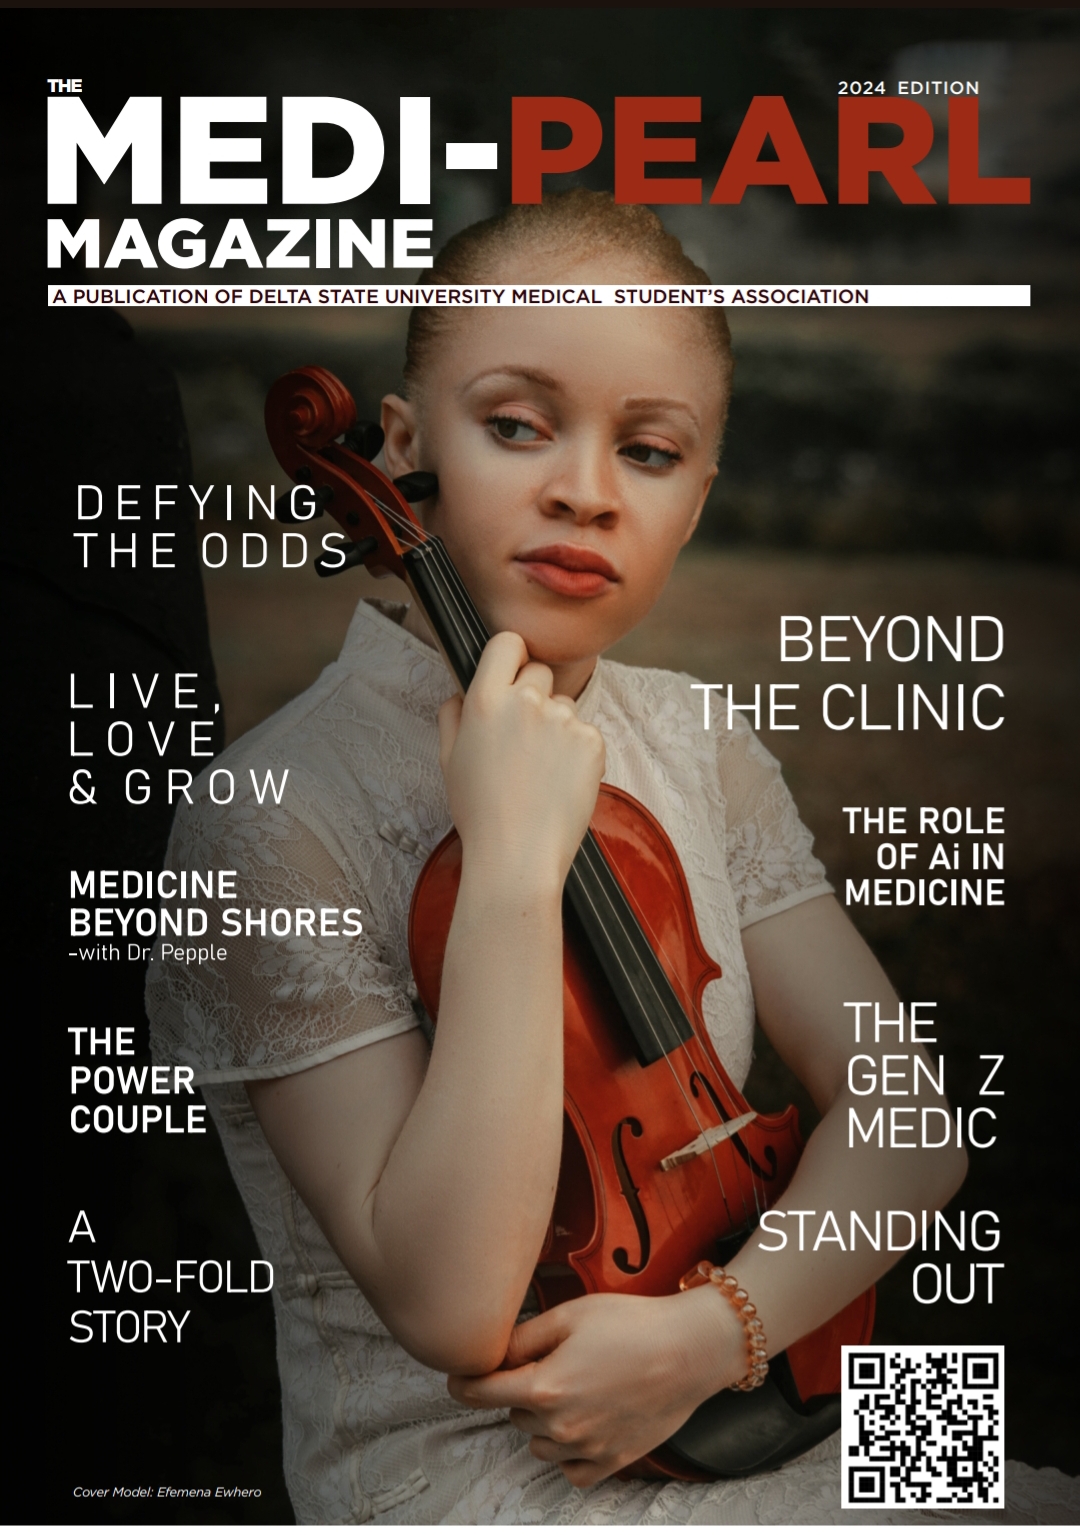 THE
2024 EDITION
MEDI-PEARL
MAGAZINE
A PUBLICATION OF DELTA STATE UNIVERSITY MEDICAL STUDENT'S ASSOCIATION
DEFYING
THE ODDS
LIVE,
LOVE
& GROW
MEDICINE
BEYOND SHORES
-with Dr. Pepple
THE
POWER
COUPLE
A
TWO-FOLD
STORY
BEYOND
THE CLINIC
THE ROLE
OF Ai IN
MEDICINE
THE
GEN Z
MEDIC
STANDING
OUT
Cover Model: Efemena Ewhero